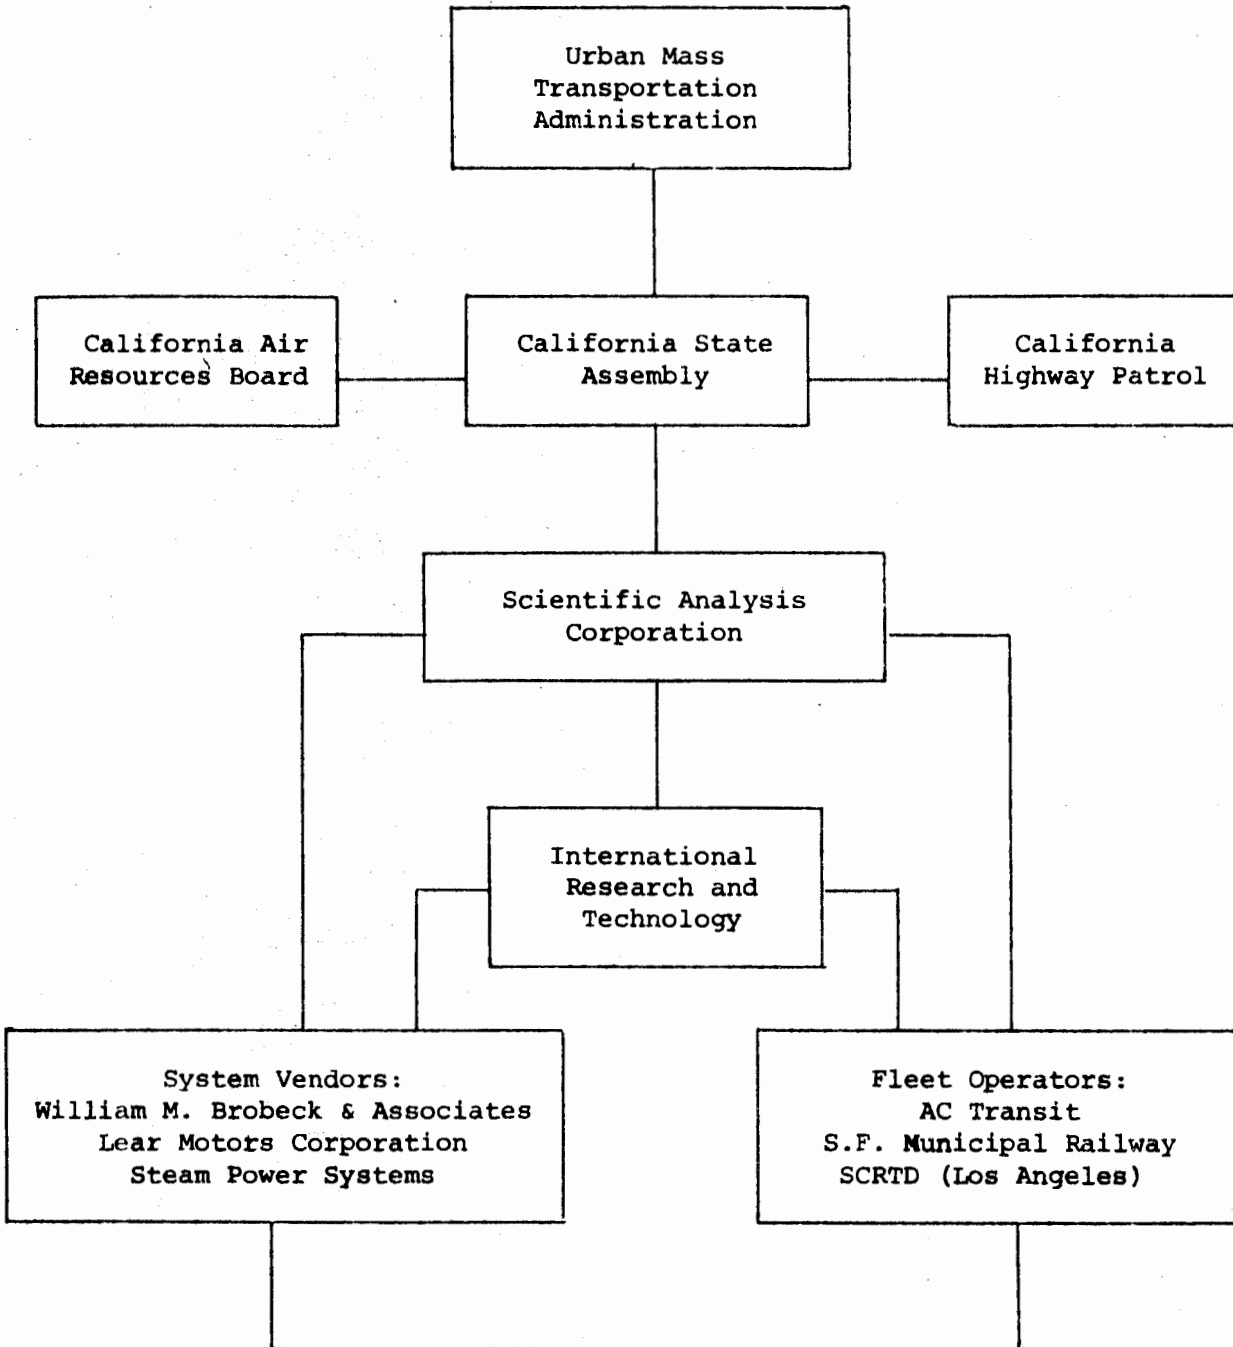 Urban Mass
Transportation
Administration
California Air
Resources Board
California State
Assembly
California
Highway Patrol
Scientific Analysis
Corporation
International
Research and
Technology
System Vendors:
William M. Brobeck & Associates
Lear Motors Corporation
Steam Power Systems
Fleet Operators:
AC Transit
S.F. Municipal Railway
SCRTD (Los Angeles)